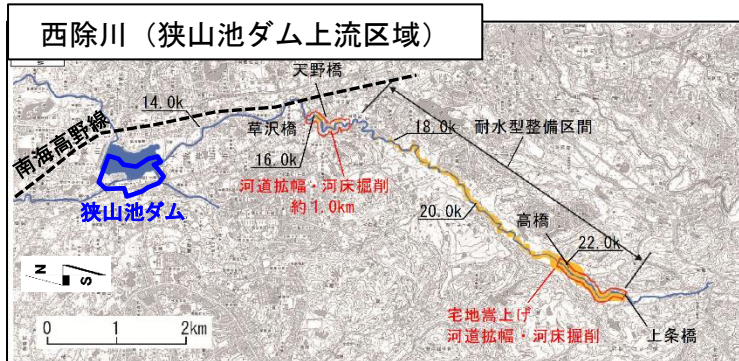 西除川（狭山池ダム上流区域）
天野橋
14.0k
南海高野線
草沢橋
16.0k
18.0k
耐水型整備区間
河道拡幅・河床掘削
約1.0km
狭山池ダム
20.0k
高橋
22.0k
N
S
宅地嵩上げ
河道拡幅・河床掘削
上条橋
0 1 2km